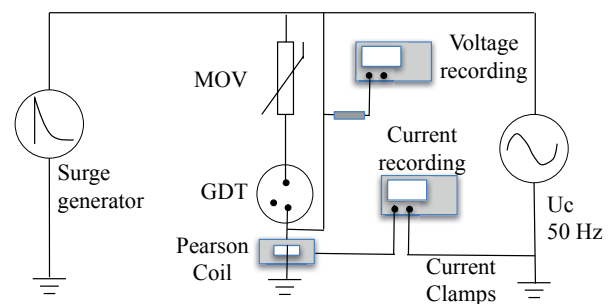 Voltage
recording
MOV
Current
recording
Surge
generator
GDT
Uc
50 Hz
Pearson
Coil
Current
Clamps